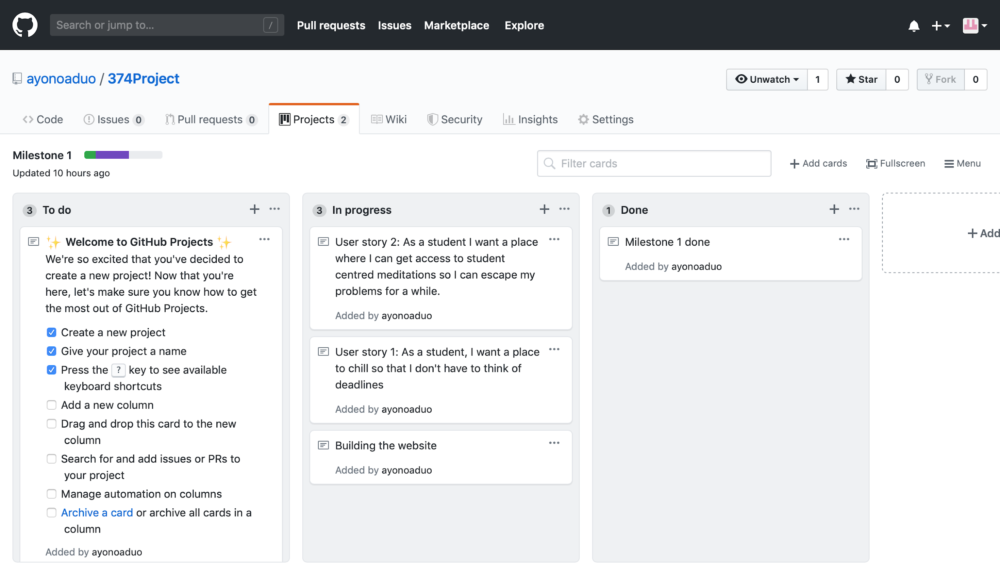 Search or jump to... /
Pull requests Issues Marketplace Explore
ayonoaduo / 374Project
Unwatch 1 Star 0 Fork 0
Code Issues 0 Pull requests 0 Projects 2 Wiki Security Insights Settings
Milestone 1
Updated 10 hours ago
Filter cards
Add cards Fullscreen Menu
3 To do
✨ Welcome to GitHub Projects ✨
We're so excited that you've decided to
create a new project! Now that you're
here, let's make sure you know how to get
the most out of GitHub Projects.
Create a new project
Give your project a name
Press the ? key to see available
keyboard shortcuts
Add a new column
Drag and drop this card to the new
column
Search for and add issues or PRs to
your project
Manage automation on columns
Archive a card or archive all cards in a
column
Added by ayonoaduo
3 In progress
User story 2: As a student I want a place
where I can get access to student
centred meditations so I can escape my
problems for a while.
Added by ayonoaduo
User story 1: As a student, I want a place
to chill so that I don't have to think of
deadlines
Added by ayonoaduo
Building the website
Added by ayonoaduo
1 Done
Milestone 1 done
Added by ayonoaduo
Add